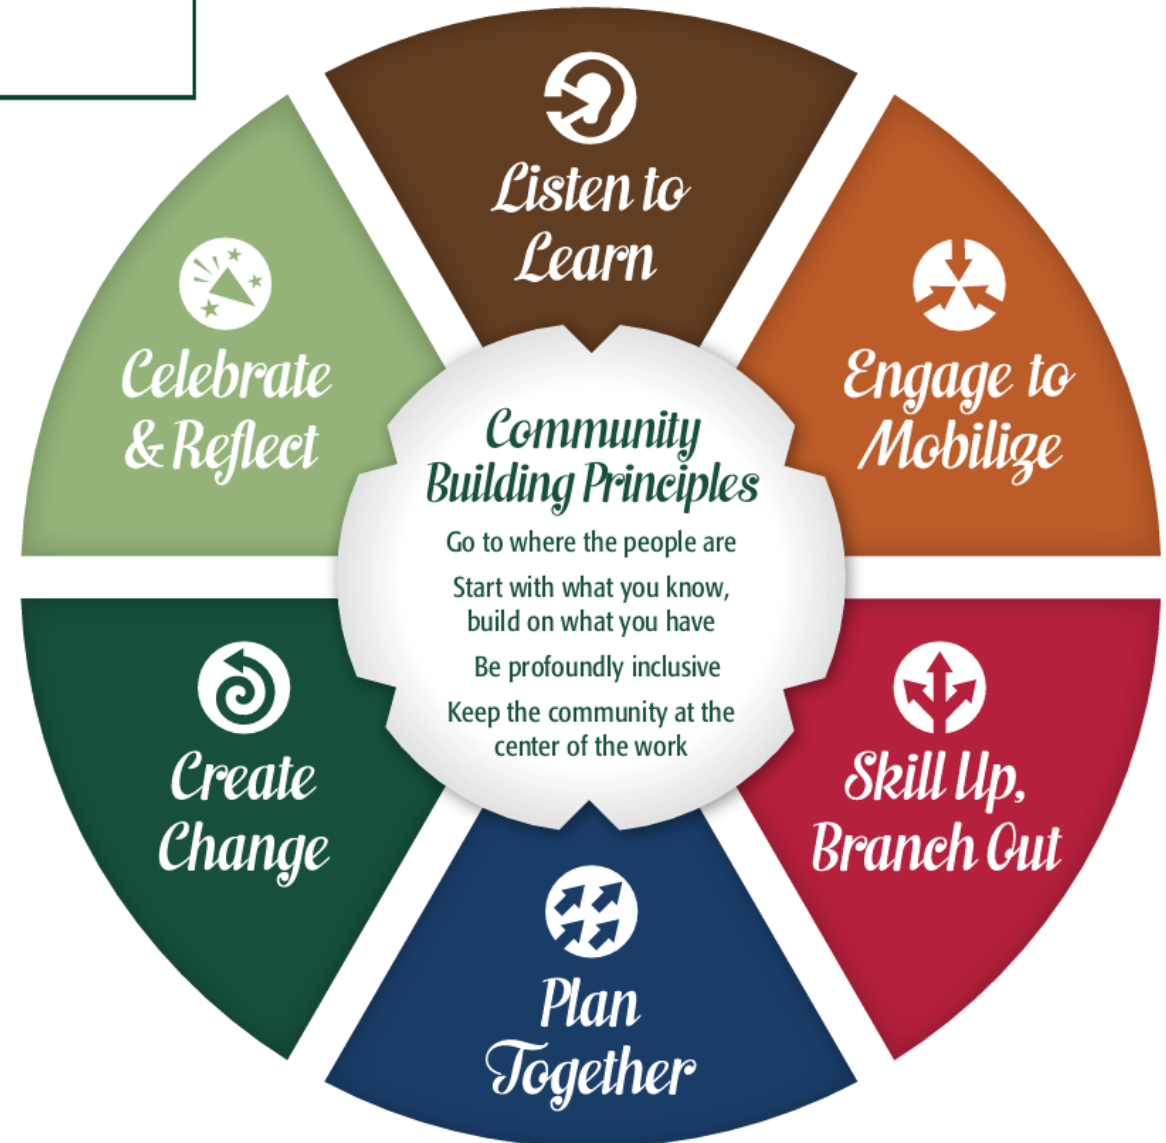 Listen to
Learn
Engage to
Mobilize
Skill Up,
Branch Out
Plan
Together
Create
Change
Celebrate
& Reflect
Community
Building Principles
Go to where the people are
Start with what you know,
build on what you have
Be profoundly inclusive
Keep the community at the
center of the work